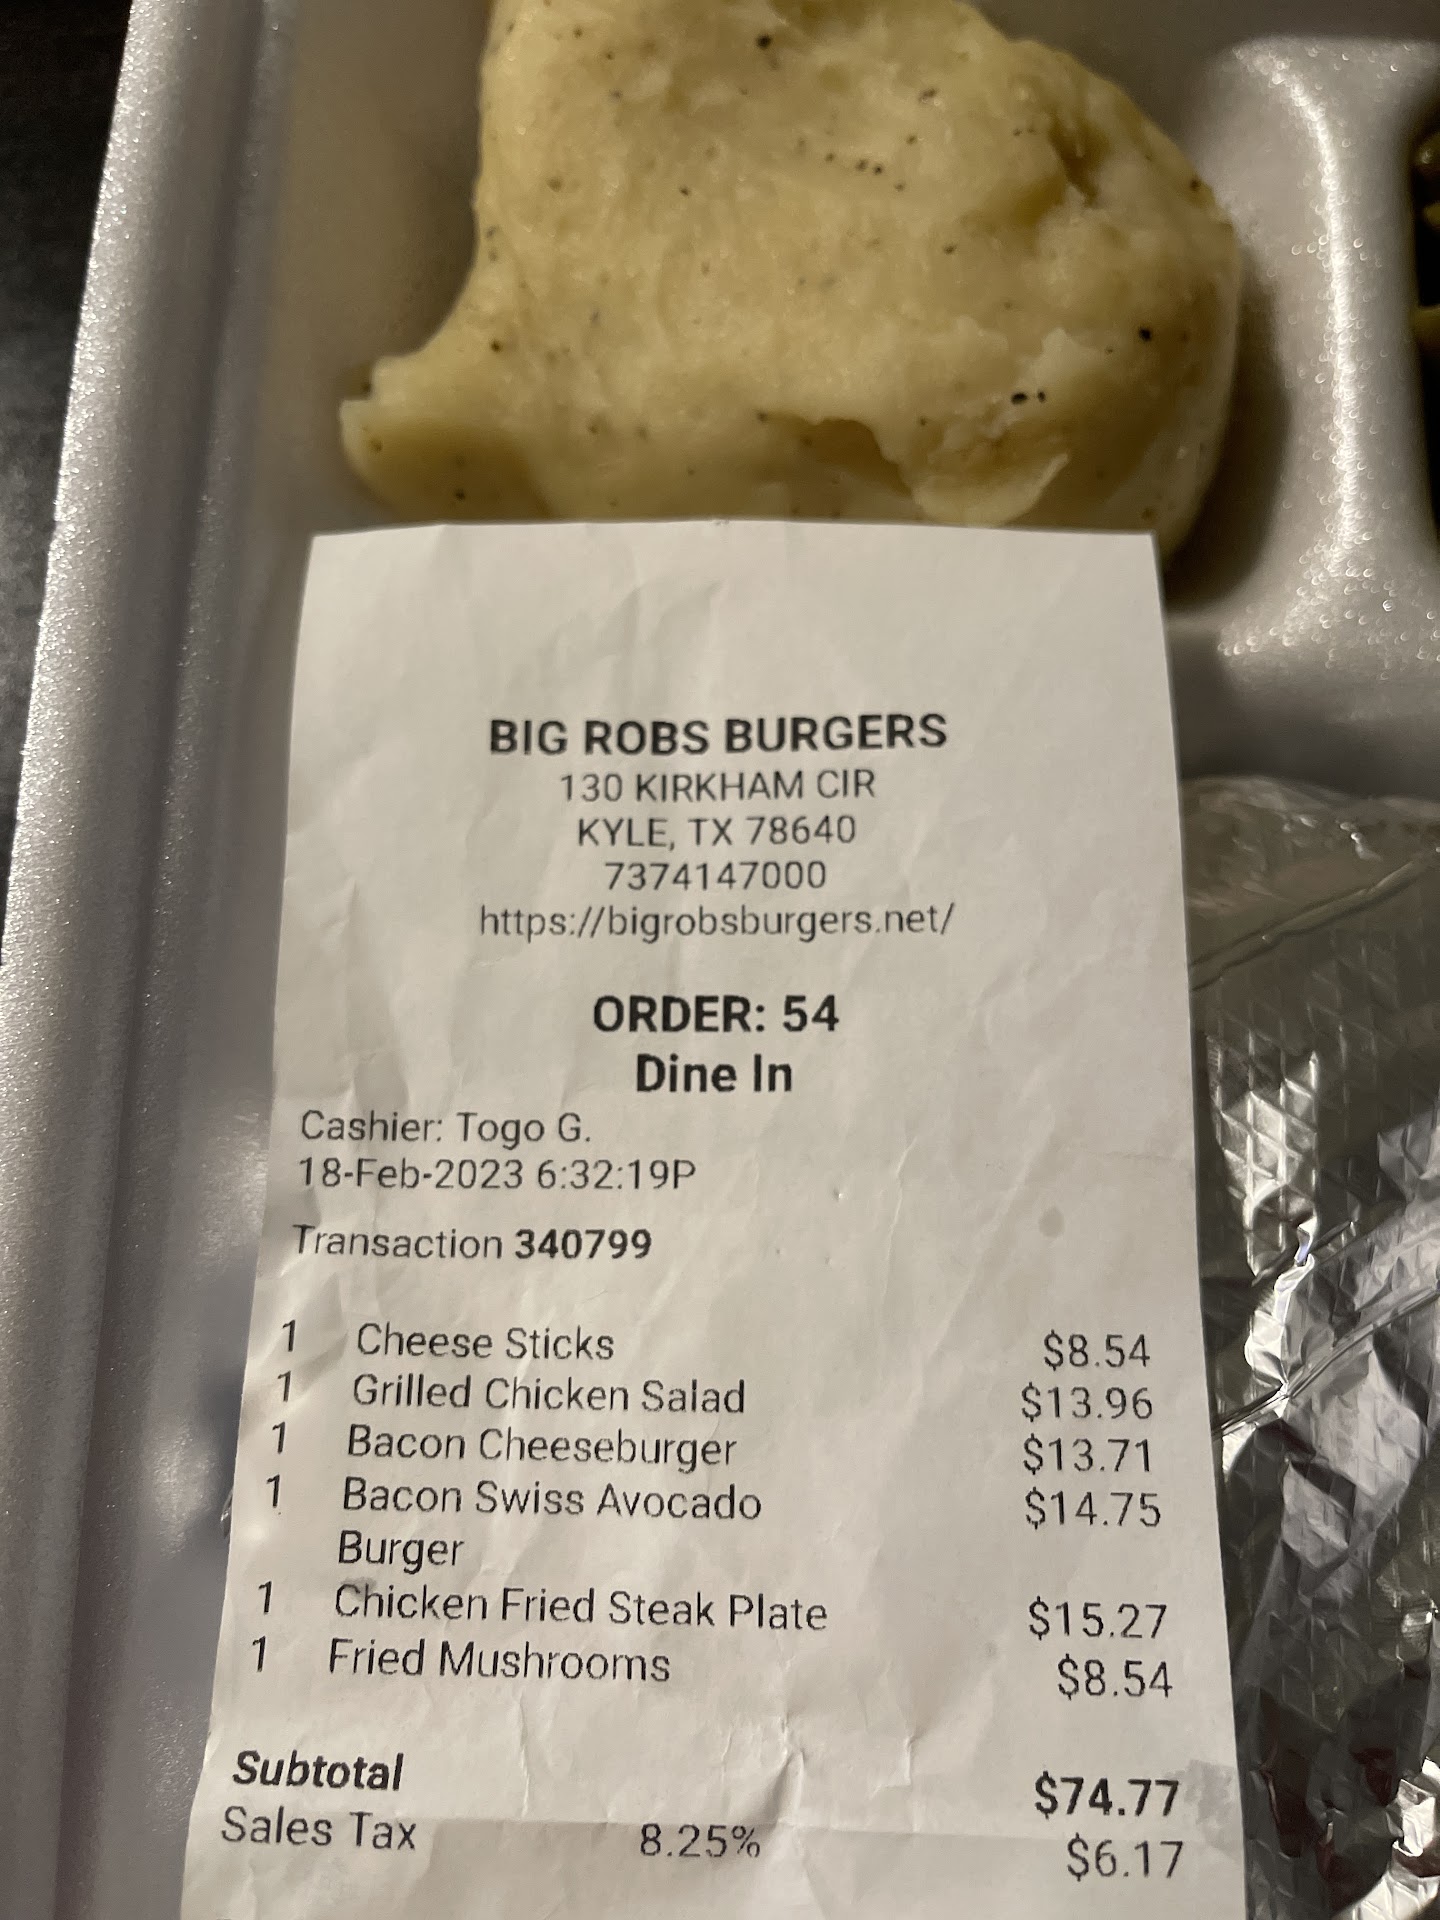 BIG ROBS BURGERS
130 KIRKHAM CIR
KYLE, TX 78640
7374147000
https://bigrobsburgers.net/
ORDER: 54
Dine In
Cashier: Togo G.
18-Feb-2023 6:32:19P
Transaction 340799
1 Cheese Sticks $8.54
1 Grilled Chicken Salad $13.96
1 Bacon Cheeseburger $13.71
1 Bacon Swiss Avocado $14.75
Burger
1 Chicken Fried Steak Plate $15.27
1 Fried Mushrooms $8.54
Subtotal $74.77
Sales Tax 8.25% $6.17